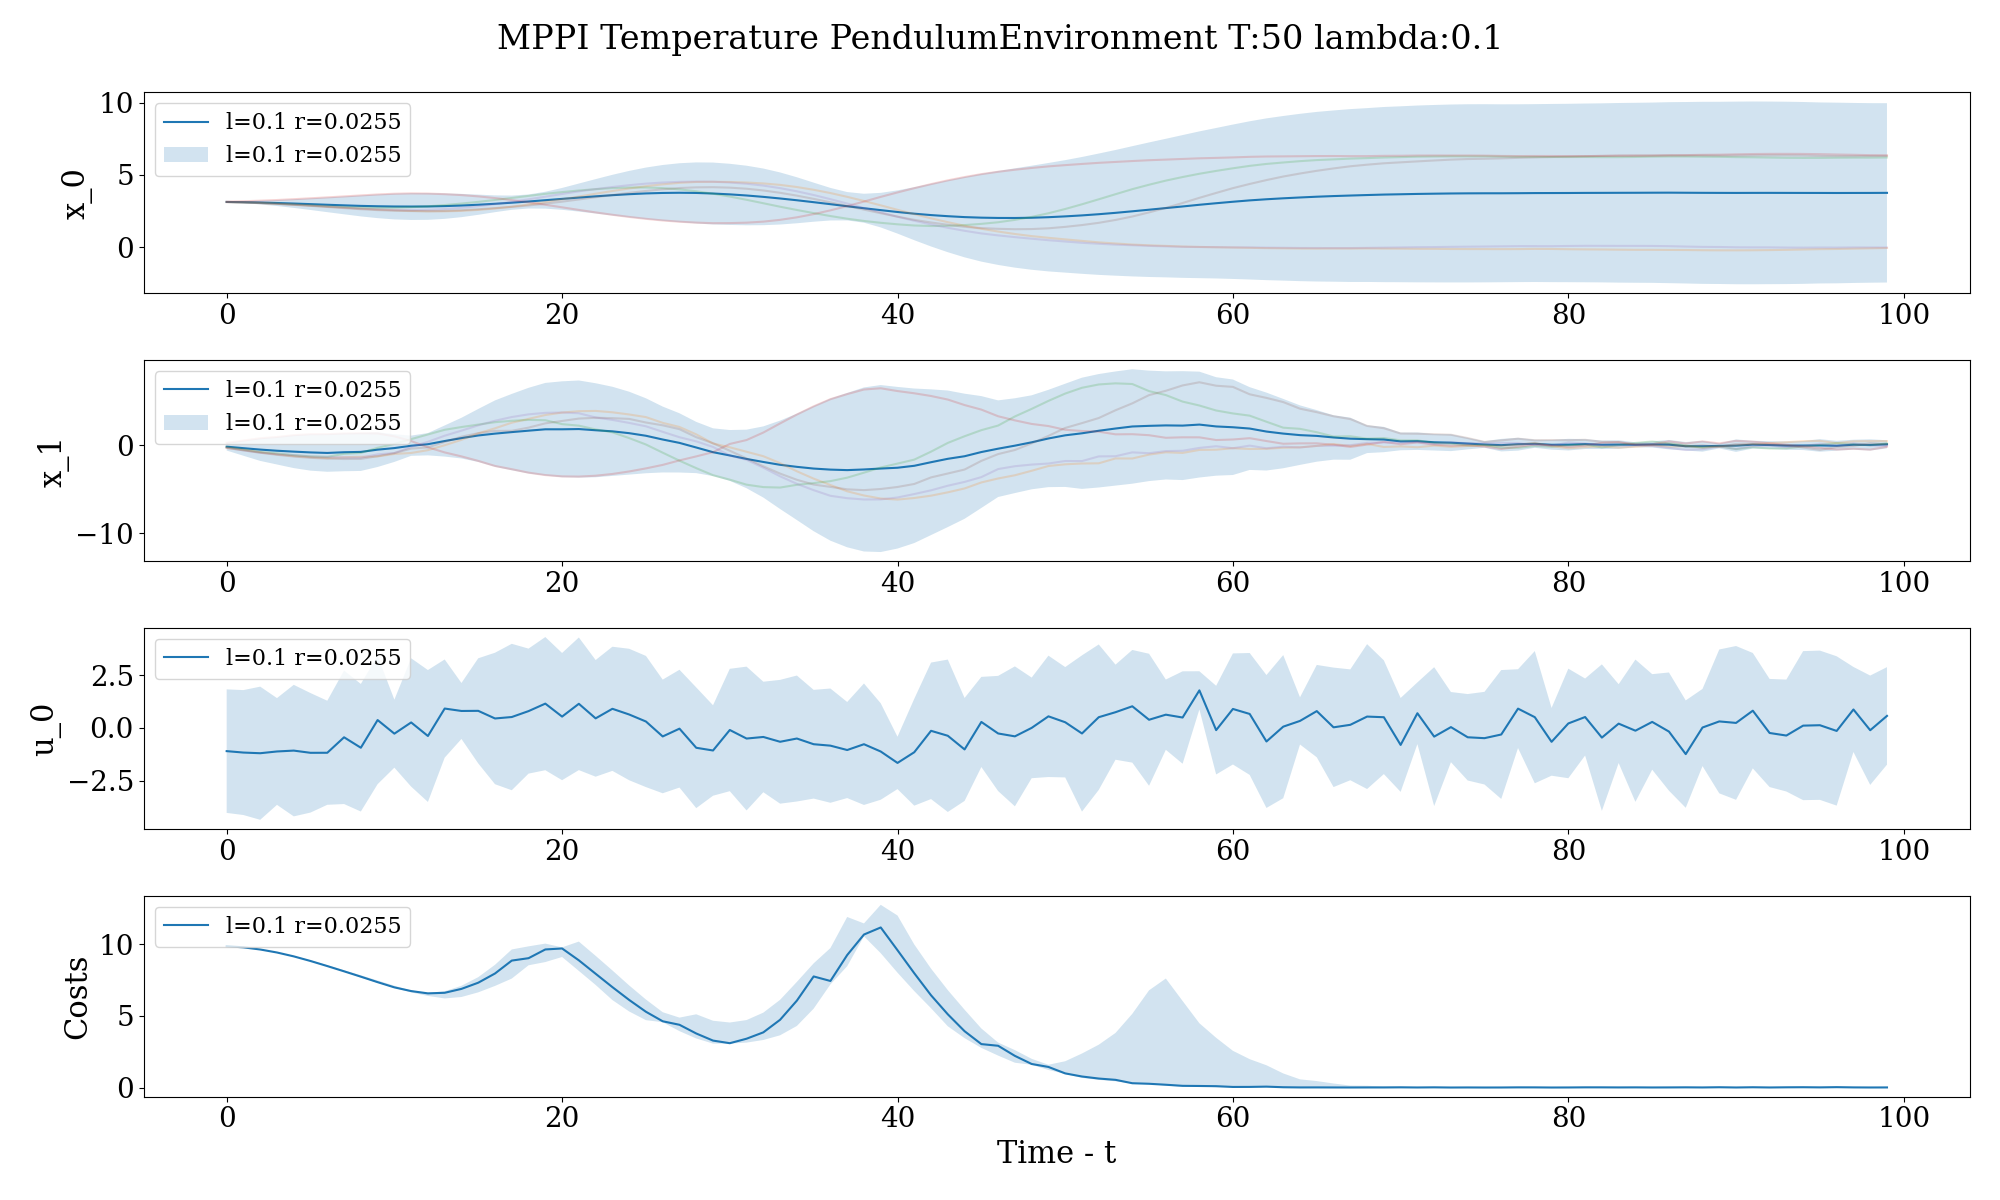 MPPI Temperature PendulumEnvironment T:50 lambda:0.1
x_0
10
5
0
l=0.1 r=0.0255
l=0.1 r=0.0255
0 20 40 60 80 100
x_1
0
−10
l=0.1 r=0.0255
l=0.1 r=0.0255
0 20 40 60 80 100
u_0
2.5
0.0
−2.5
l=0.1 r=0.0255
0 20 40 60 80 100
Costs
10
5
0
l=0.1 r=0.0255
0 20 40 60 80 100
Time - t